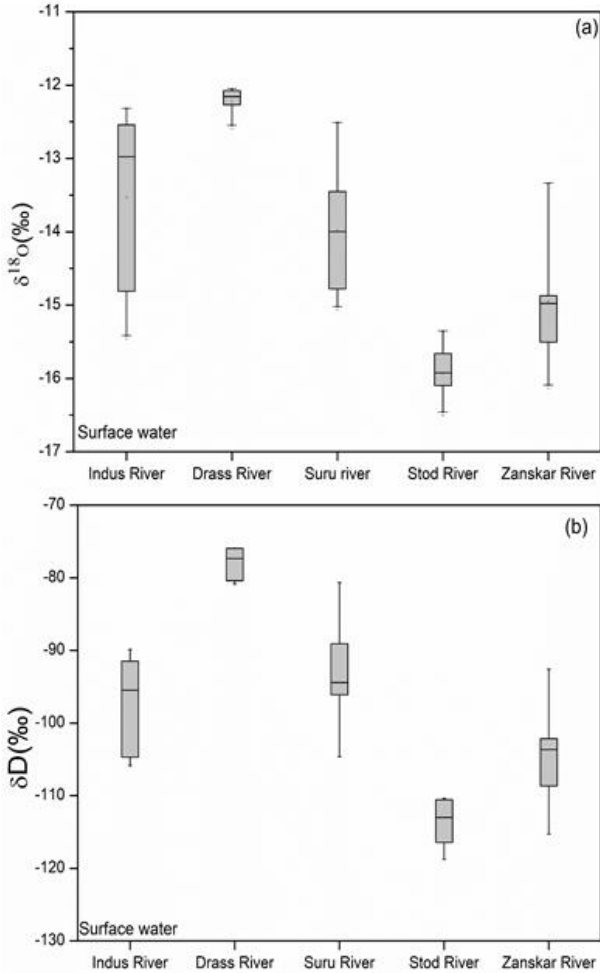 (a)
-11
-12
-13
-14
-15
-16
-17
δ¹⁸O(‰)
Surface water
Indus River
Drass River
Suru river
Stod River
Zanskar River
(b)
-70
-80
-90
-100
-110
-120
-130
δD(‰)
Surface water
Indus River
Drass River
Suru River
Stod River
Zanskar River